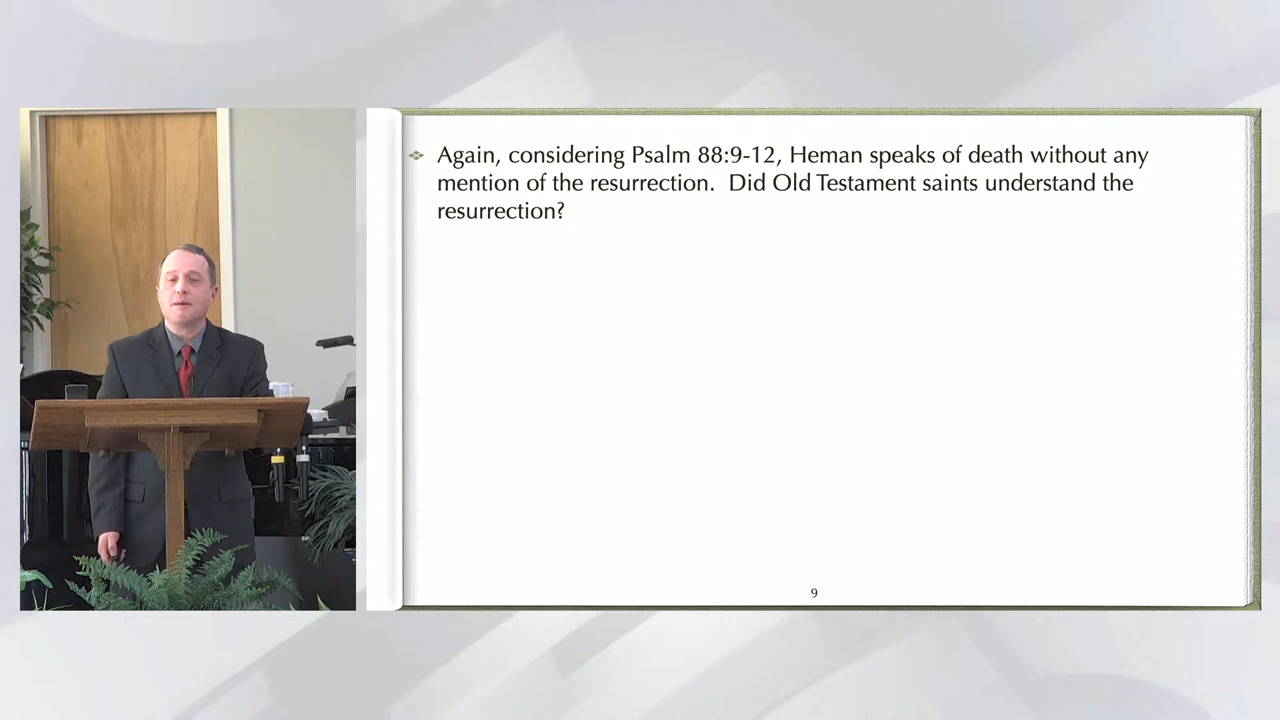 Again, considering Psalm 88:9-12, Heman speaks of death without any
mention of the resurrection.  Did Old Testament saints understand the
resurrection?
9